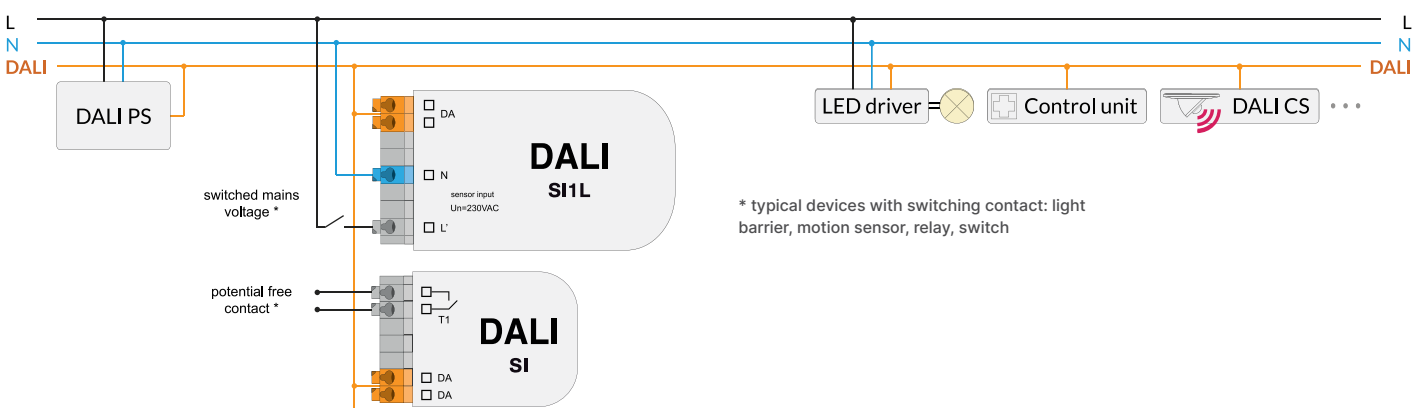 L
L
N
N
DALI
DALI
DALI PS
LED driver
Control unit
DALI CS
DA
DALI
SI1L
N
sensor input
Un=230VAC
L'
switched mains
voltage *
* typical devices with switching contact: light
barrier, motion sensor, relay, switch
potential free
contact *
T1
DALI
SI
DA
DA